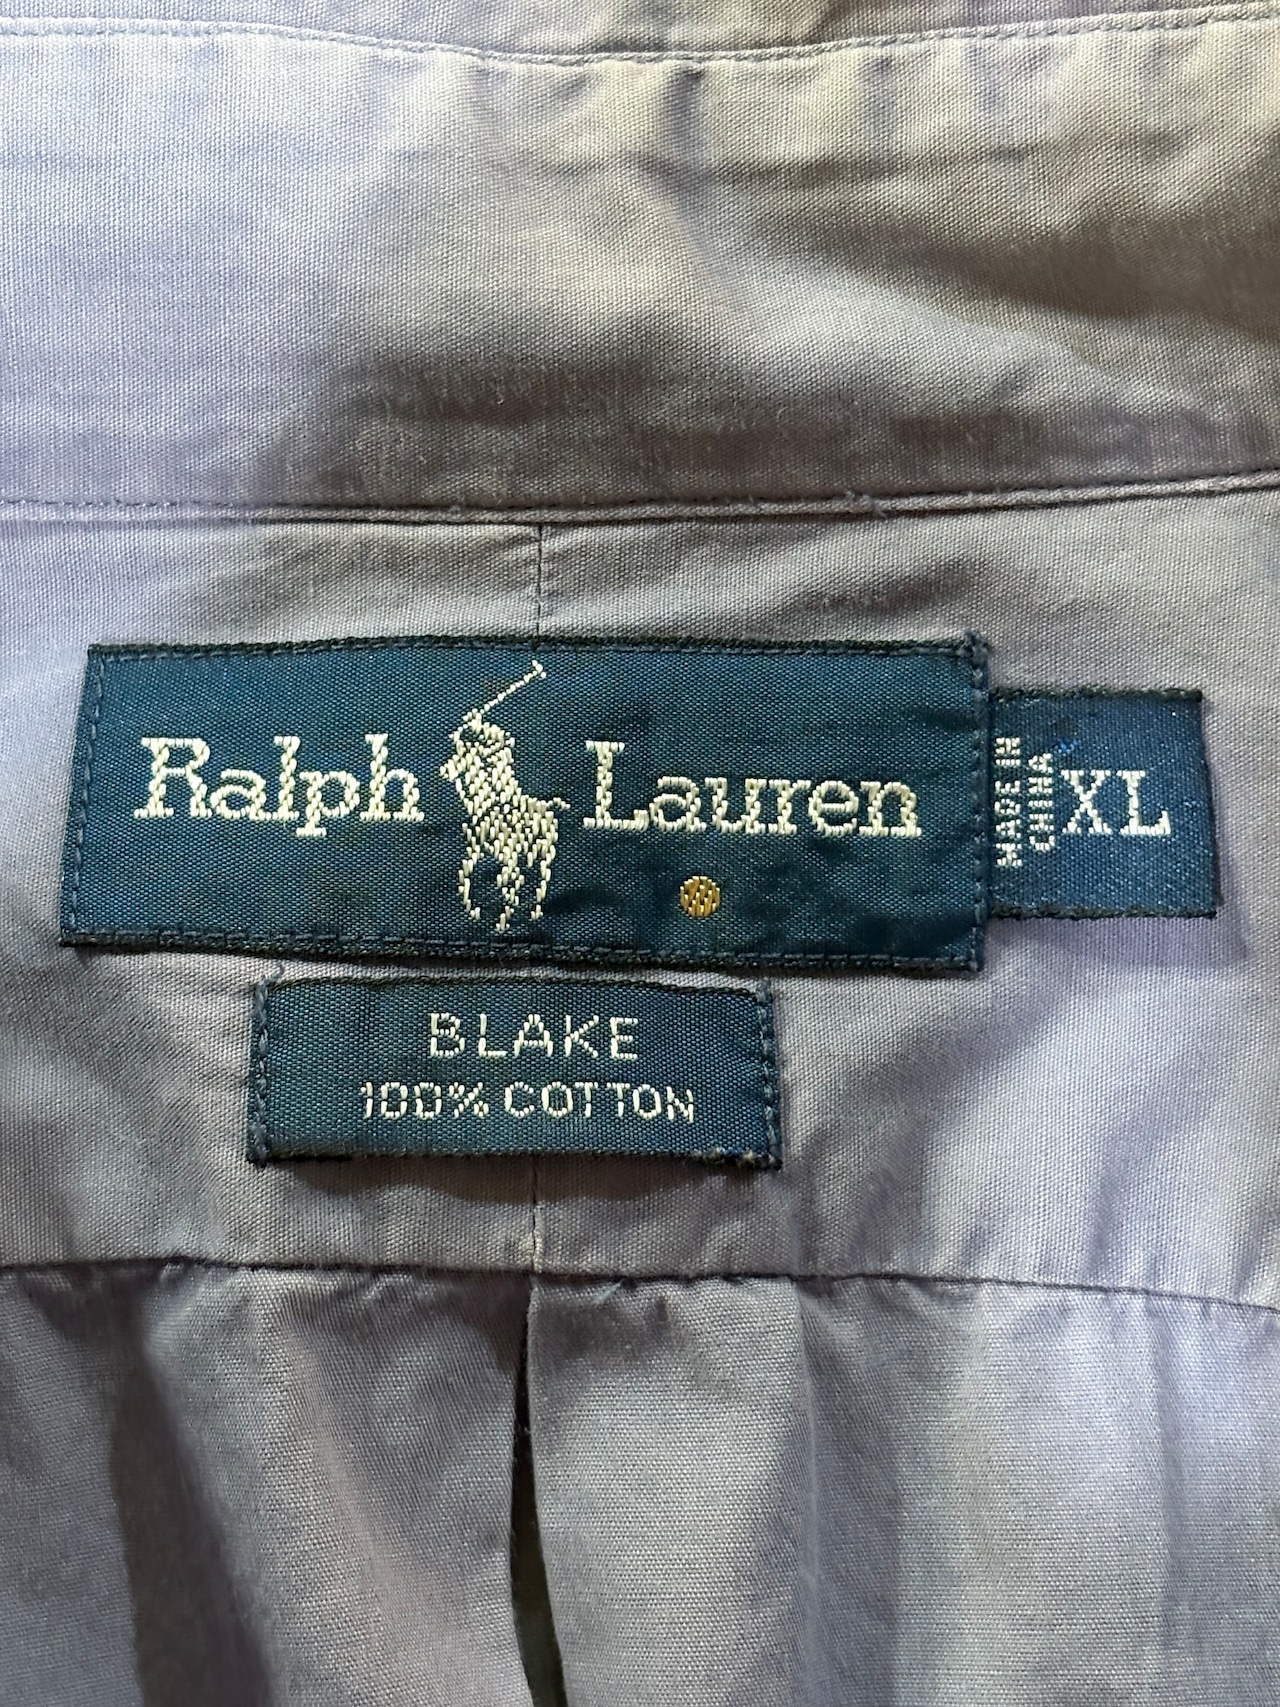 Ralph Lauren
MADE IN
CHINA
XL
BLAKE
100% COTTON